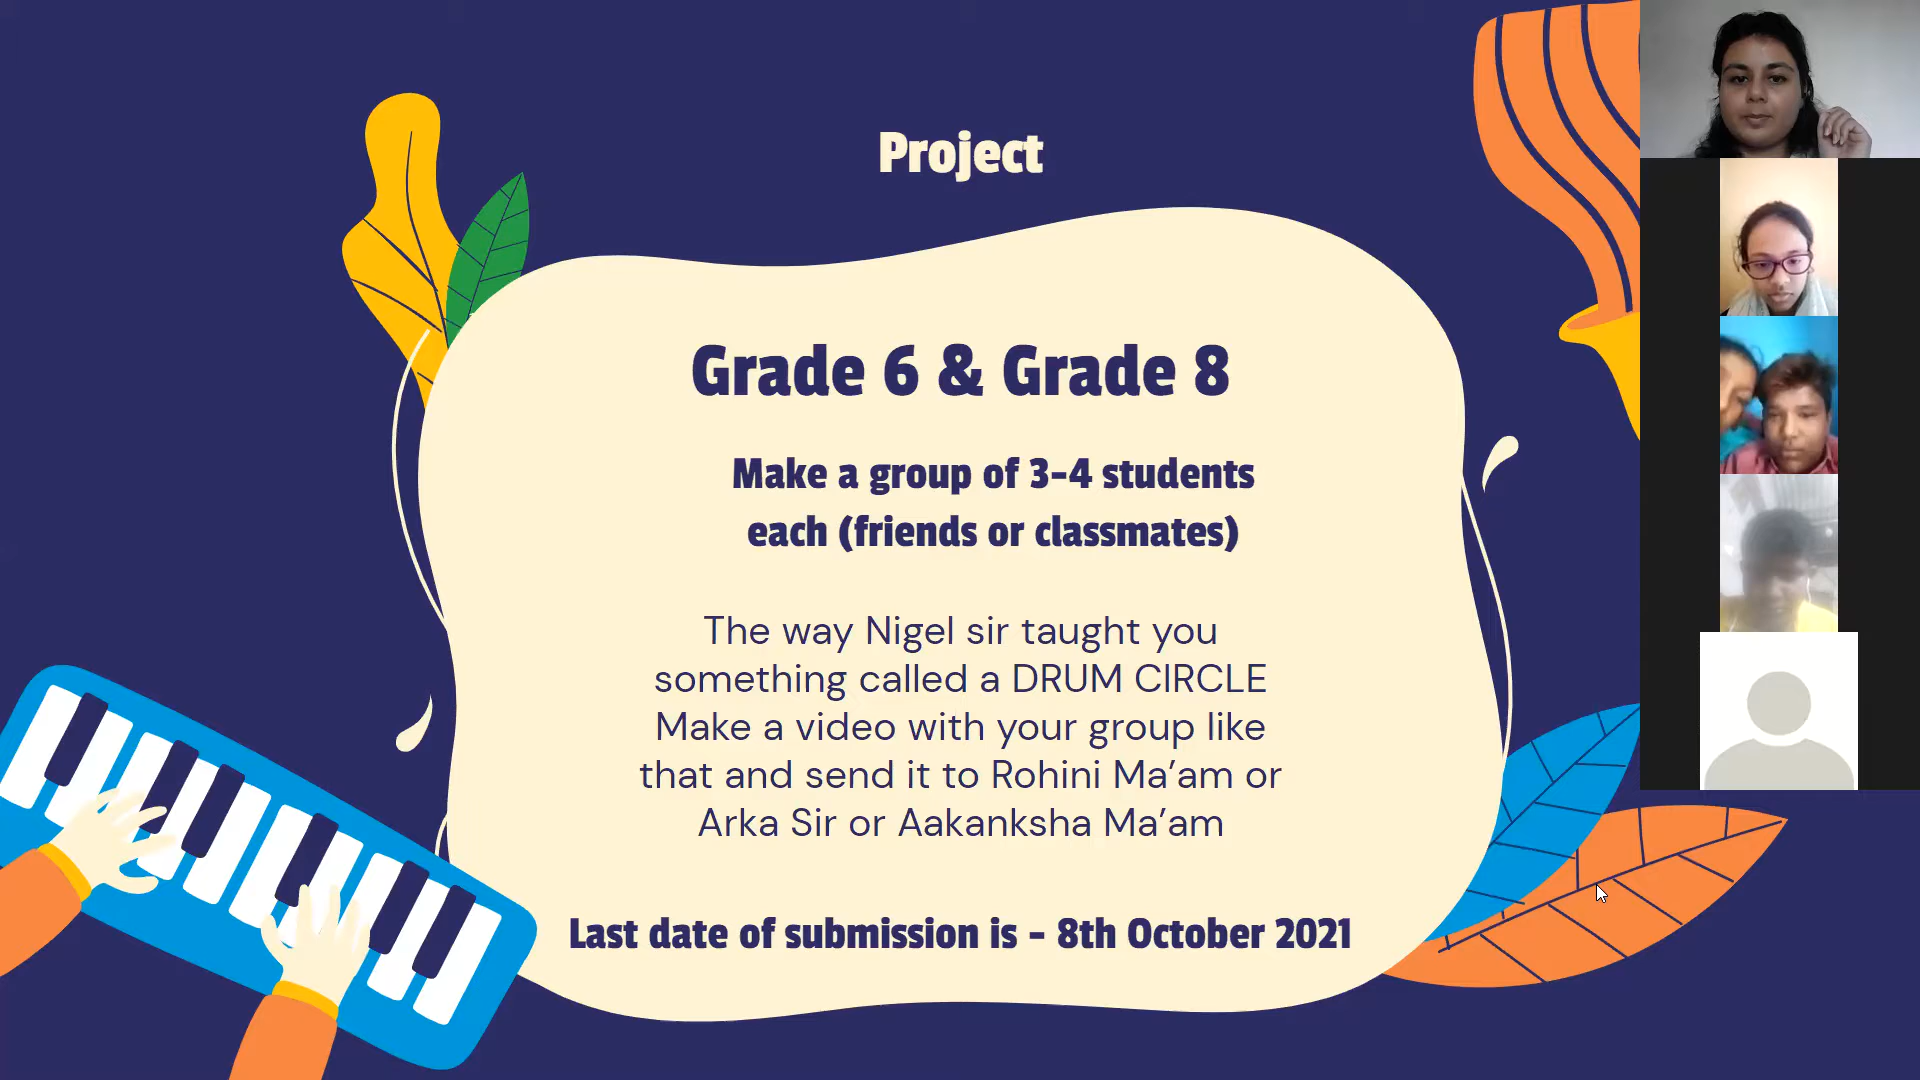 Project
Grade 6 & Grade 8
Make a group of 3-4 students
each (friends or classmates)
The way Nigel sir taught you
something called a DRUM CIRCLE
Make a video with your group like
that and send it to Rohini Ma’am or
Arka Sir or Aakanksha Ma’am
Last date of submission is - 8th October 2021